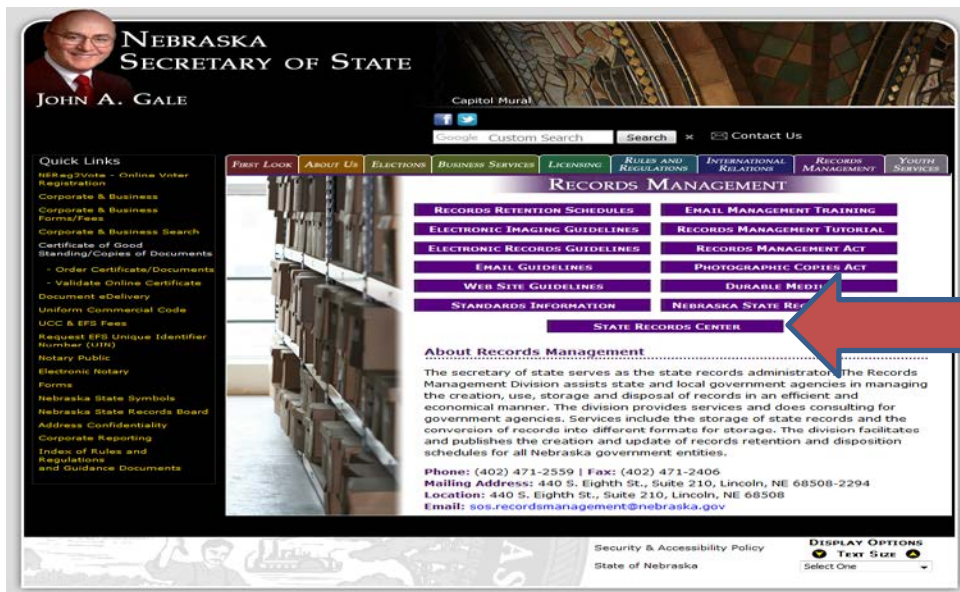 NEBRASKA
SECRETARY OF STATE
JOHN A. GALE
Capitol Mural
Google Custom Search Search × Contact Us
Quick Links
NEReg2Vote - Online Voter
Registration
Corporate & Business
Corporate & Business
Forms/Fees
Corporate & Business Search
Certificate of Good
Standing/Copies of Documents
- Order Certificate/Documents
- Validate Online Certificate
Document eDelivery
Uniform Commercial Code
UCC & EFS Fees
Request EFS Unique Identifier
Number (UIN)
Notary Public
Electronic Notary
Forms
Nebraska State Symbols
Nebraska State Records Board
Address Confidentiality
Corporate Reporting
Index of Rules and
Regulations
and Guidance Documents
FIRST LOOK ABOUT US ELECTIONS BUSINESS SERVICES LICENSING RULES AND REGULATIONS INTERNATIONAL RELATIONS RECORDS MANAGEMENT YOUTH SERVICES
RECORDS MANAGEMENT
RECORDS RETENTION SCHEDULES EMAIL MANAGEMENT TRAINING
ELECTRONIC IMAGING GUIDELINES RECORDS MANAGEMENT TUTORIAL
ELECTRONIC RECORDS GUIDELINES RECORDS MANAGEMENT ACT
EMAIL GUIDELINES PHOTOGRAPHIC COPIES ACT
WEB SITE GUIDELINES DURABLE
STANDARDS INFORMATION NEBRASKA STATE
STATE RECORDS CENTER
About Records Management
The secretary of state serves as the state records administrator. The Records
Management Division assists state and local government agencies in managing
the creation, use, storage and disposal of records in an efficient and
economical manner. The division provides services and does consulting for
government agencies. Services include the storage of state records and the
conversion of records into different formats for storage. The division facilitates
and publishes the creation and update of records retention and disposition
schedules for all Nebraska government entities.
Phone: (402) 471-2559 | Fax: (402) 471-2406
Mailing Address: 440 S. Eighth St., Suite 210, Lincoln, NE 68508-2294
Location: 440 S. Eighth St., Suite 210, Lincoln, NE 68508
Email: sos.recordsmanagement@nebraska.gov
Security & Accessibility Policy
State of Nebraska
DISPLAY OPTIONS
TEXT SIZE
Select One